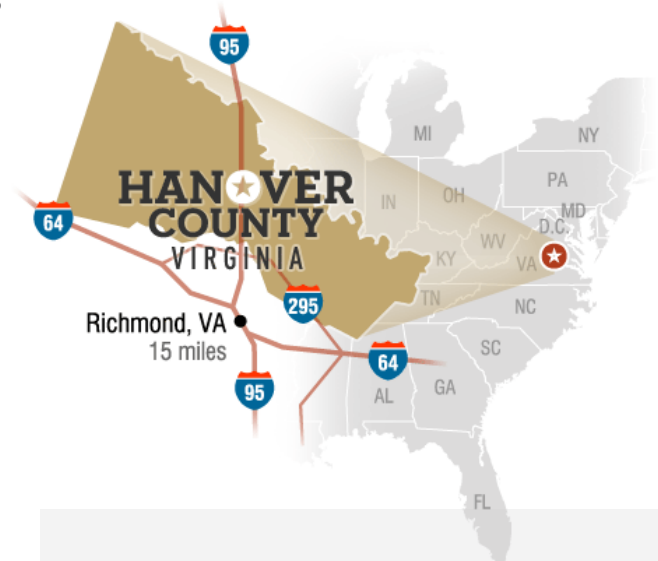 95
MI
NY
IN
OH
PA
MD
D.C.
HANOVER
COUNTY
VIRGINIA
64
WV
KY
VA
TN
NC
295
Richmond, VA
15 miles
SC
64
95
AL
GA
FL